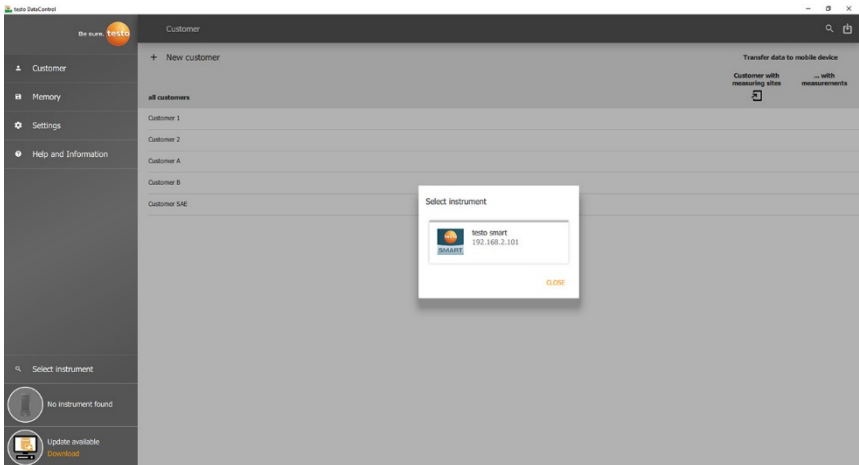 testo DataControl
Be sure. testo
Customer
Customer
Memory
Settings
Help and Information
+ New customer
Transfer data to mobile device
Customer with
measuring sites
... with
measurements
all customers
Customer 1
Customer 2
Customer A
Customer B
Customer SAE
Select instrument
testo smart
192.168.2.101
SMART
CLOSE
Select instrument
No instrument found
Update available
Download